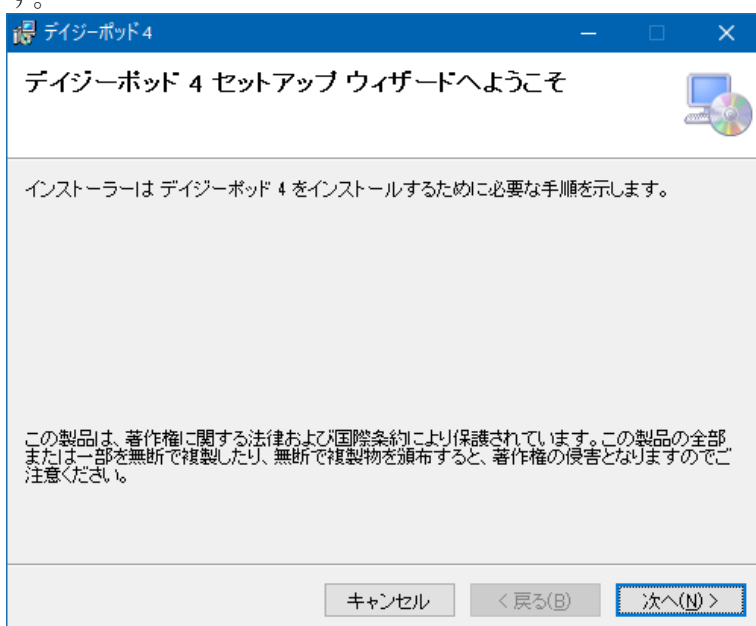 す。
デイジーポッド 4
デイジーポッド 4 セットアップ ウィザードへようこそ
インストーラーは デイジーポッド 4 をインストールするために必要な手順を示します。
この製品は、著作権に関する法律および国際条約により保護されています。この製品の全部
または一部を無断で複製したり、無断で複製物を頒布すると、著作権の侵害となりますのでご
注意ください。
キャンセル
< 戻る(B)
次へ(N) >